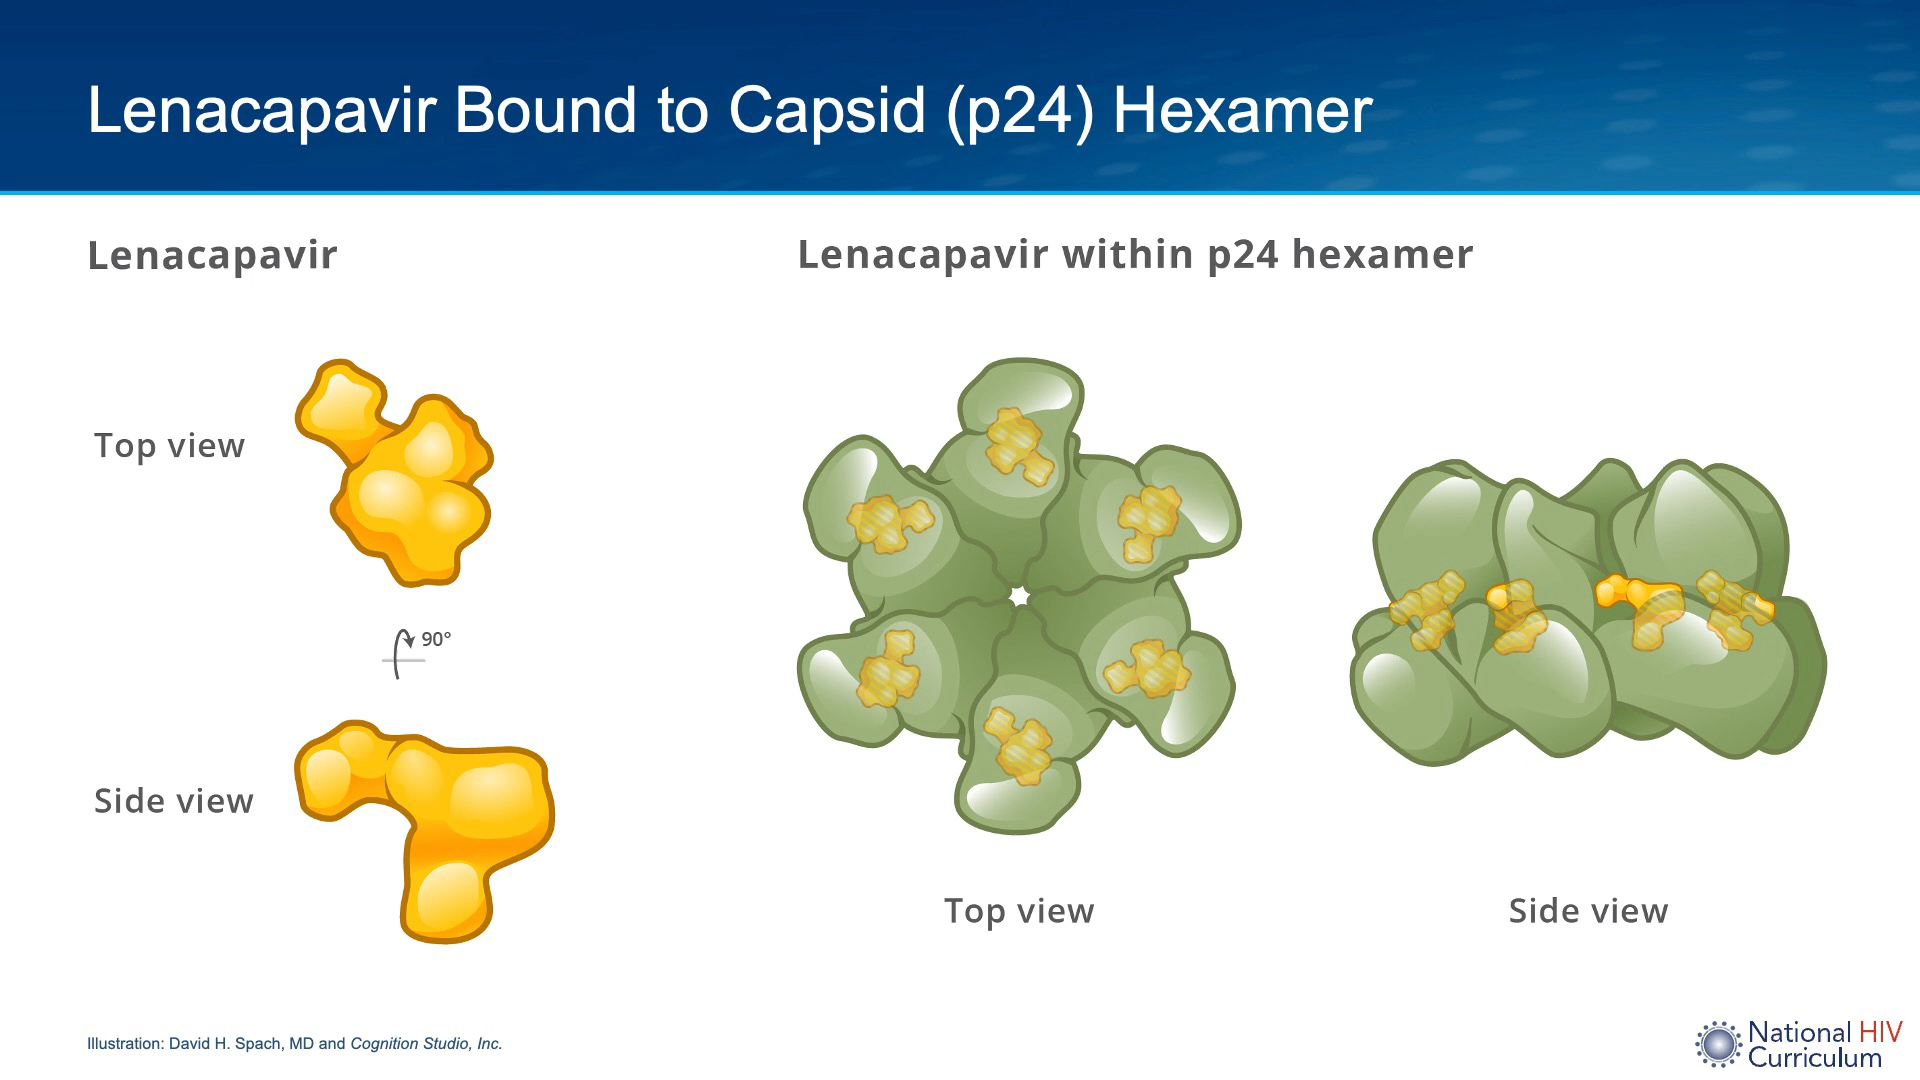 Lenacapavir Bound to Capsid (p24) Hexamer
Lenacapavir
Lenacapavir within p24 hexamer
Top view
90°
Side view
Top view
Side view
Illustration: David H. Spach, MD and Cognition Studio, Inc.
National HIV
Curriculum